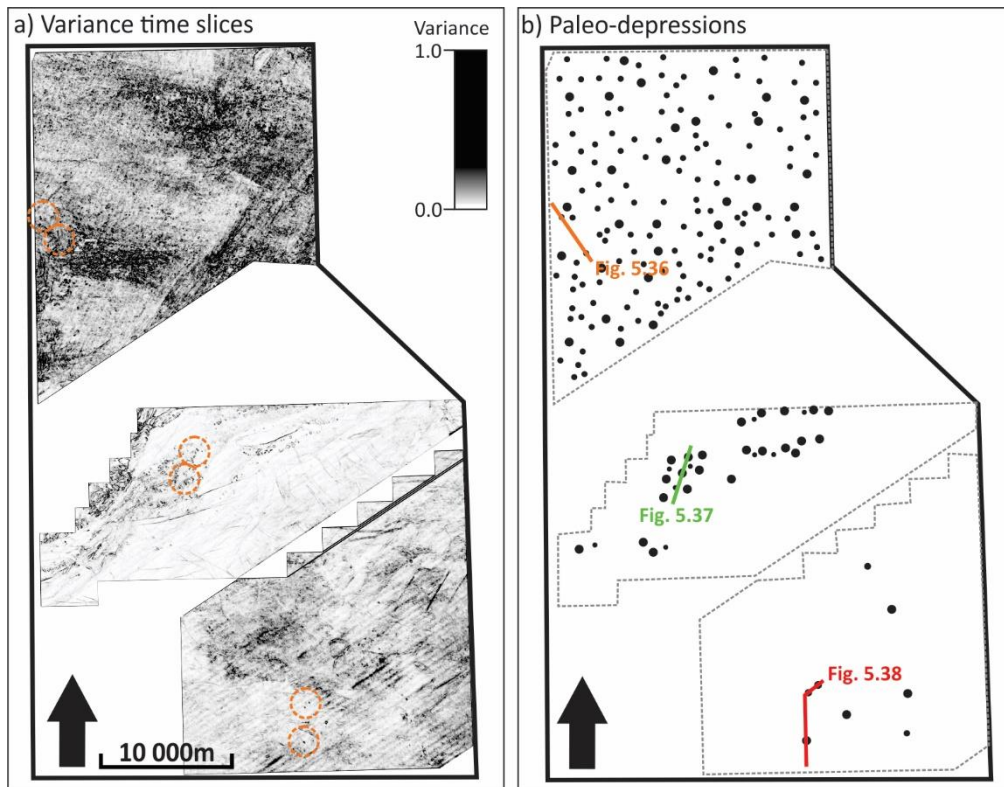 a) Variance time slices
Variance
1.0
0.0
10 000m
b) Paleo-depressions
Fig. 5.36
Fig. 5.37
Fig. 5.38